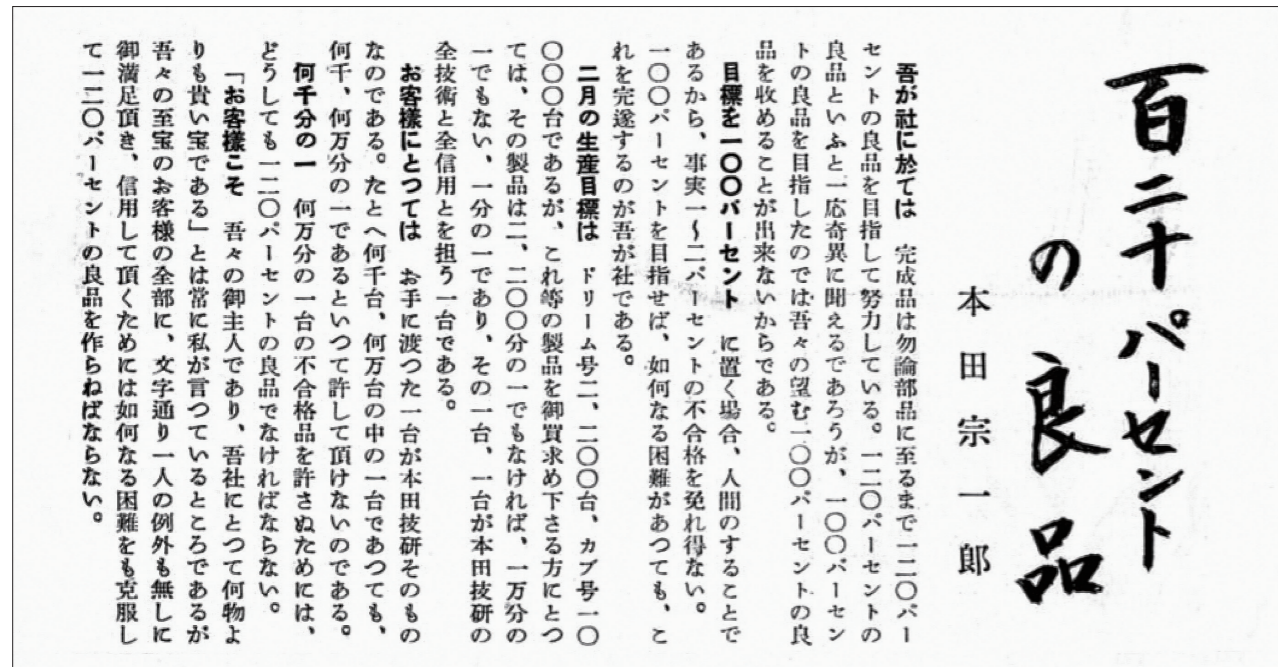 百二十パーセント
の良品
本田宗一郎
吾が社に於ては　完成品は勿論部品に至るまで一二〇パー
セントの良品を目指して努力している。一二〇パーセントの
良品といふと一応奇異に聞えるであろうが、一〇〇パーセン
トの良品を目指したのでは吾々の望む一〇〇パーセントの良
品を収めることが出来ないからである。
目標を一〇〇パーセント　に置く場合、人間のすることで
あるから、事実一〜二パーセントの不合格を免れ得ない。
一〇〇パーセントを目指せば、如何なる困難があつても、こ
れを完遂するのが吾が社である。
二月の生産目標は　ドリーム号二、二〇〇台、カブ号一〇
〇〇〇台であるが、これ等の製品を御買求め下さる方にとつ
ては、その製品は二、二〇〇分の一でもなければ、一万分の
一でもない、一分の一であり、その一台、一台が本田技研の
全技術と全信用とを担う一台である。
お客様にとつては　お手に渡つた一台が本田技研そのもの
なのである。たとへ何千台、何万台の中の一台であつても、
何千、何万分の一であるといつて許して頂けないのである。
何千分の一　何万分の一台の不合格品を許さぬためには、
どうしても一二〇パーセントの良品でなければならない。
「お客様こそ　吾々の御主人であり、吾社にとつて何物よ
りも貴い宝である」とは常に私が言つているところであるが
吾々の至宝のお客様の全部に、文字通り一人の例外も無しに
御満足頂き、信用して頂くためには如何なる困難をも克服し
て一二〇パーセントの良品を作らねばならない。